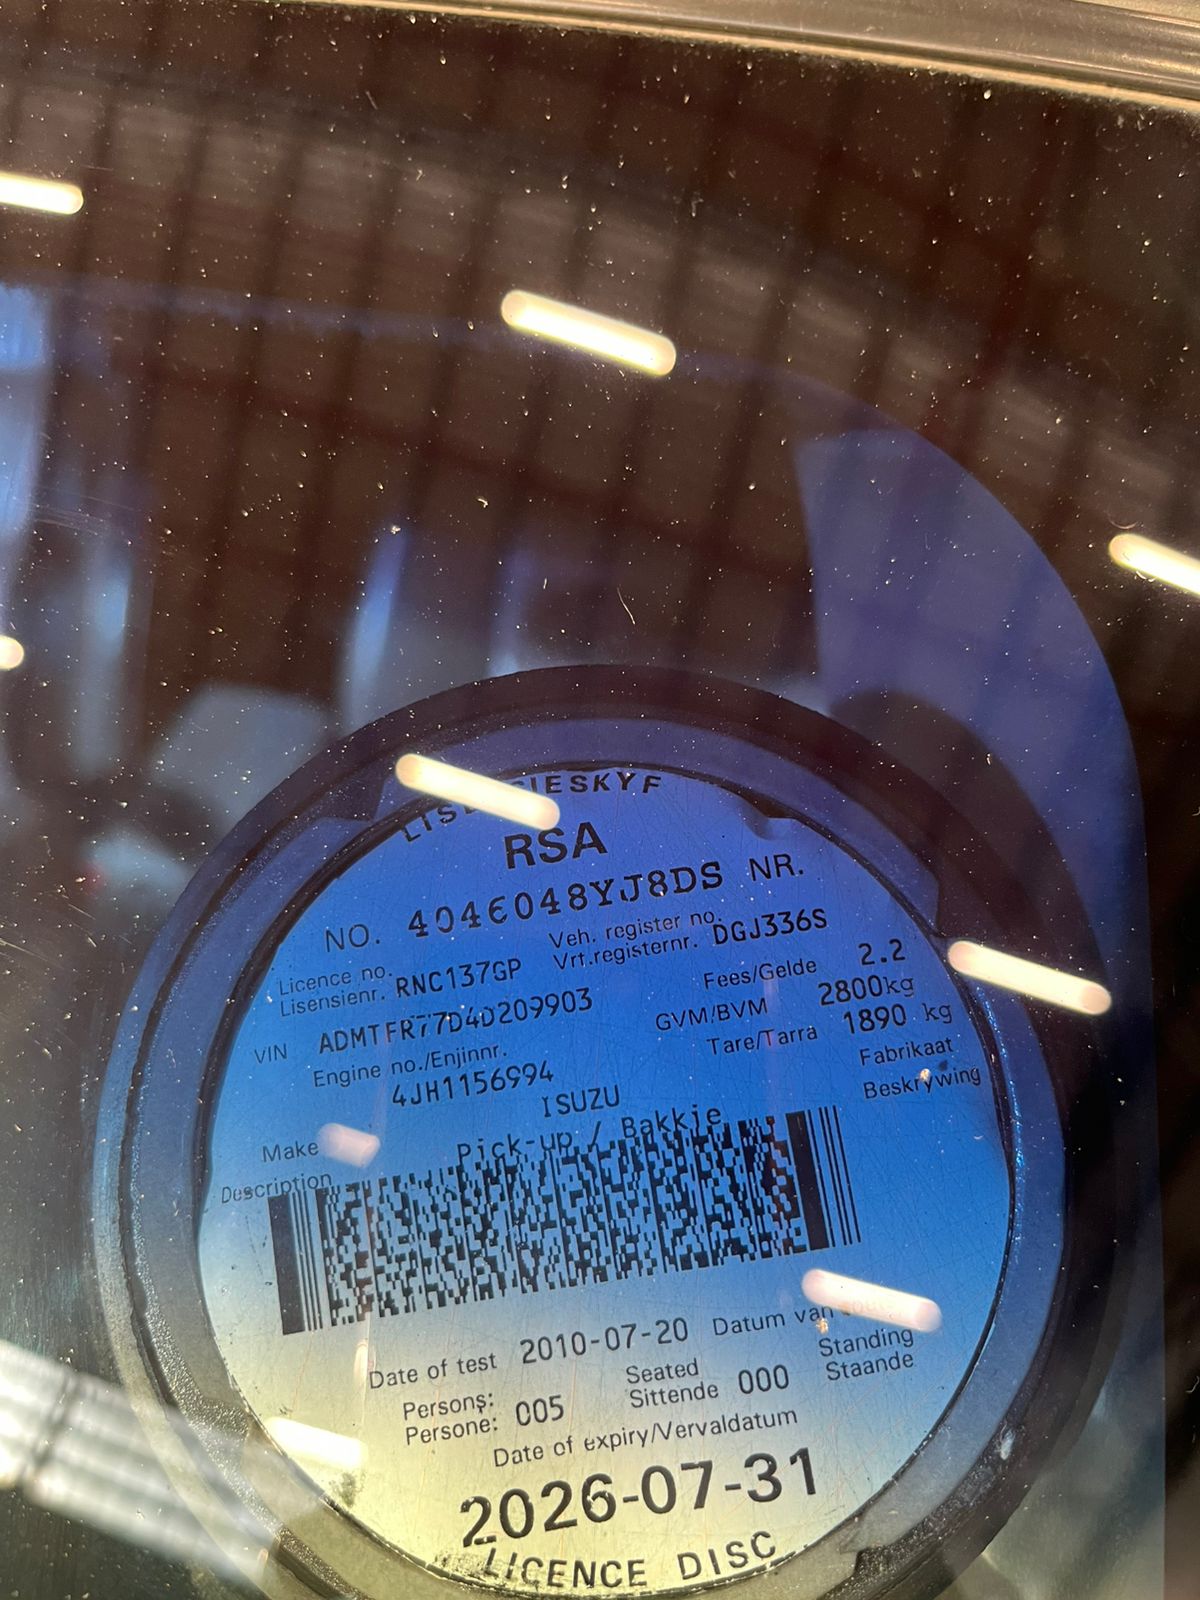 RSA
NO. 4046048YJ8DS NR.
Licence no. Veh. register no.
Lisensienr. RNC137GP Vrt.registernr. DGJ336S
VIN Fees/Gelde 2.2
GVM/BVM 2800kg
Engine no./Enjinnr. Tare/Tarra 1890 kg
4JH1156994 Fabrikaat
Make ISUZU Beskrywing
Description Pick-up / Bakkie
Date of test 2010-07-20 Datum van
Persons: Seated Standing
Persone: 005 Sittende 000 Staande
Date of expiry/Vervaldatum
2026-07-31
LICENCE DISC